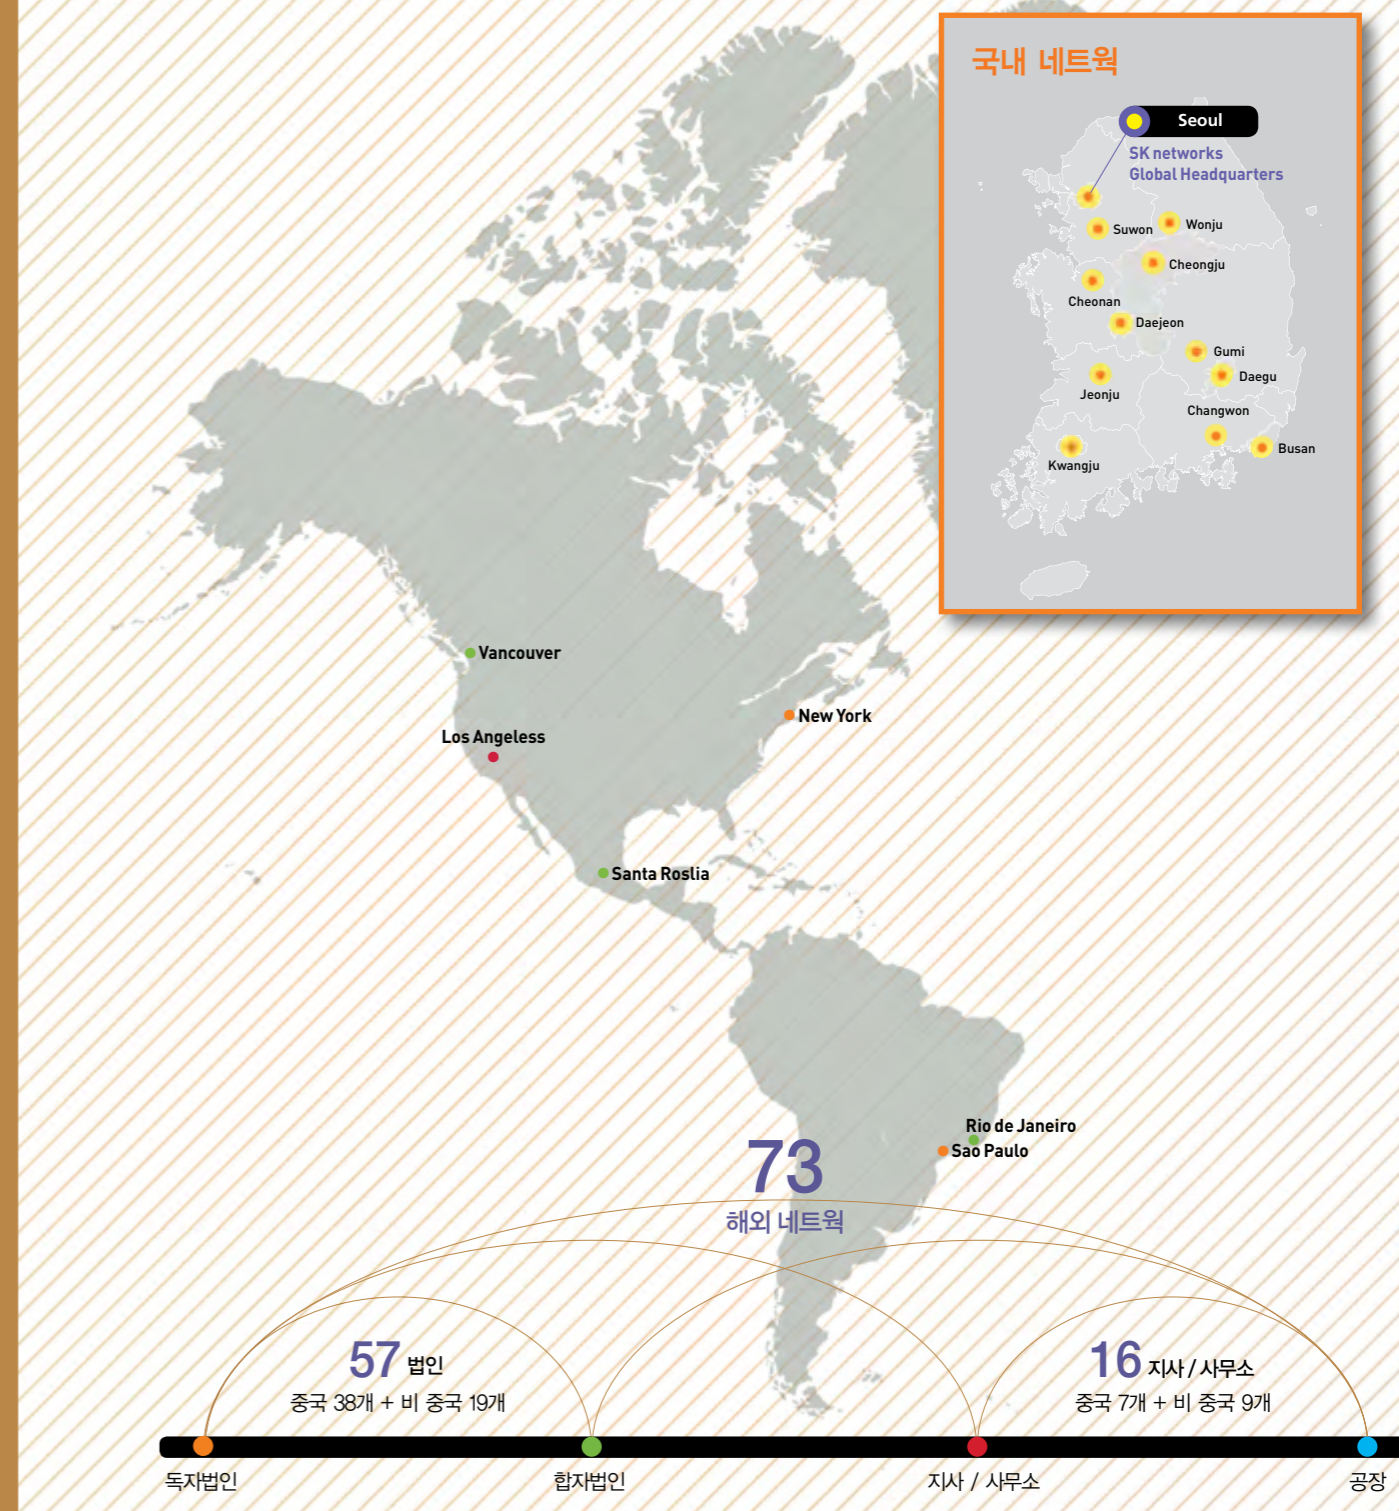 국내 네트웍
Seoul
SK networks
Global Headquarters
Suwon
Wonju
Cheongju
Cheonan
Daejeon
Gumi
Daegu
Jeonju
Changwon
Busan
Kwangju
Vancouver
New York
Los Angeless
Santa Roslia
Rio de Janeiro
Sao Paulo
73
해외 네트웍
57 법인
중국 38개 + 비 중국 19개
16 지사 / 사무소
중국 7개 + 비 중국 9개
독자법인
합자법인
지사 / 사무소
공장